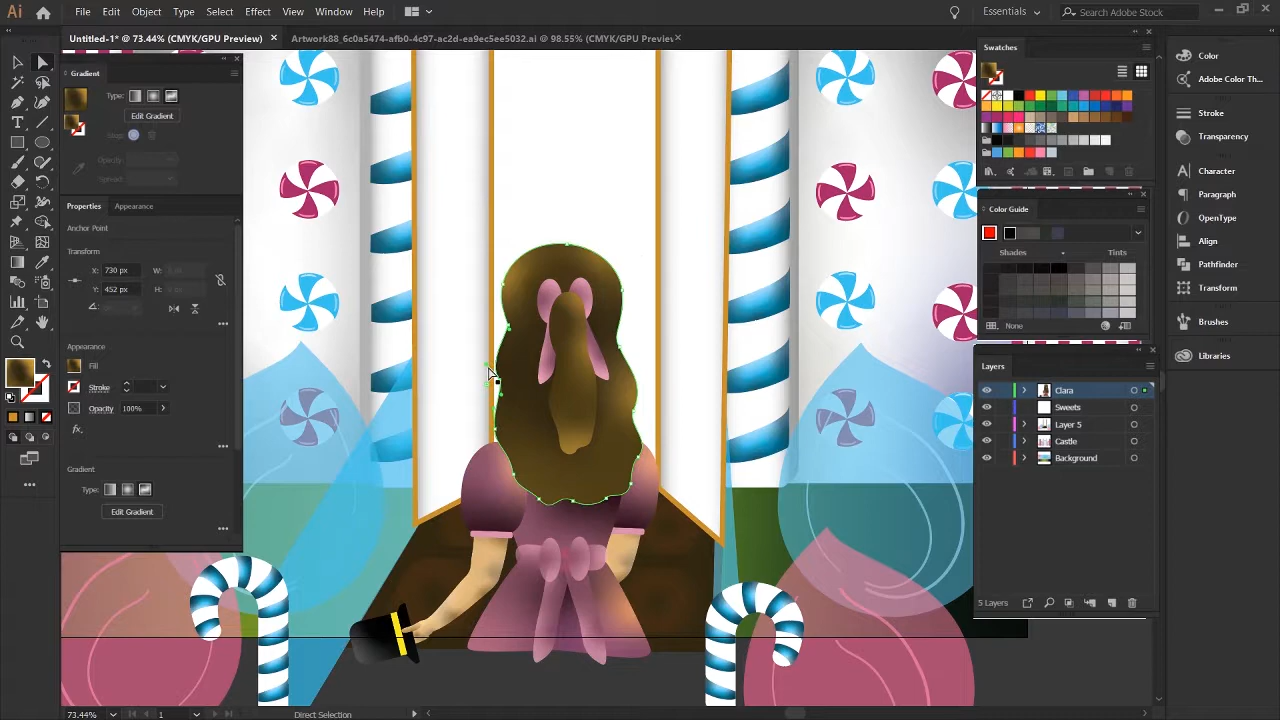 Ai File Edit Object Type Select Effect View Window Help Essentials Search Adobe Stock
Untitled-1* @ 73.44% (CMYK/GPU Preview) × Artwork88_6c0a5474-afb0-4c97-ac2d-ea9ec5ee5032.ai @ 98.55% (CMYK/GPU Preview ×
Gradient
Type:
Edit Gradient
Stop:
Opacity:
Spread:
Properties Appearance
Anchor Point
Transform
X: 730 px W:
Y: 452 px H:
Appearance
Fill
Stroke
Opacity 100%
fx.
Gradient
Type:
Edit Gradient
Swatches
Color Guide
Shades Tints
None
Layers
Clara
Sweets
Layer 5
Castle
Background
5 Layers
Color
Adobe Color Th...
Stroke
Transparency
Character
Paragraph
OpenType
Align
Pathfinder
Transform
Brushes
Libraries
73.44% 1 Direct Selection